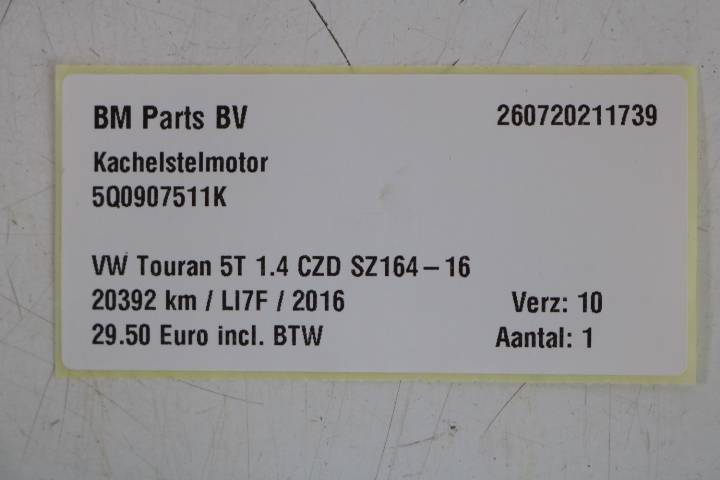 BM Parts BV 260720211739
Kachelstelmotor
5Q0907511K
VW Touran 5T 1.4 CZD SZ164-16
20392 km / LI7F / 2016 Verz: 10
29.50 Euro incl. BTW Aantal: 1